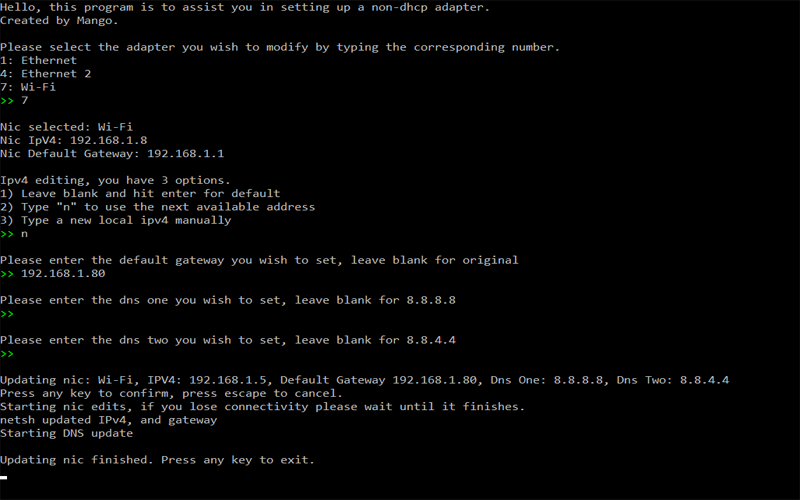 Hello, this program is to assist you in setting up a non-dhcp adapter.
Created by Mango.
Please select the adapter you wish to modify by typing the corresponding number.
1: Ethernet
4: Ethernet 2
7: Wi-Fi
>> 7
Nic selected: Wi-Fi
Nic IpV4: 192.168.1.8
Nic Default Gateway: 192.168.1.1
Ipv4 editing, you have 3 options.
1) Leave blank and hit enter for default
2) Type "n" to use the next available address
3) Type a new local ipv4 manually
>> n
Please enter the default gateway you wish to set, leave blank for original
>> 192.168.1.80
Please enter the dns one you wish to set, leave blank for 8.8.8.8
>>
Please enter the dns two you wish to set, leave blank for 8.8.4.4
>>
Updating nic: Wi-Fi, IPV4: 192.168.1.5, Default Gateway 192.168.1.80, Dns One: 8.8.8.8, Dns Two: 8.8.4.4
Press any key to confirm, press escape to cancel.
Starting nic edits, if you lose connectivity please wait until it finishes.
netsh updated IPv4, and gateway
Starting DNS update
Updating nic finished. Press any key to exit.